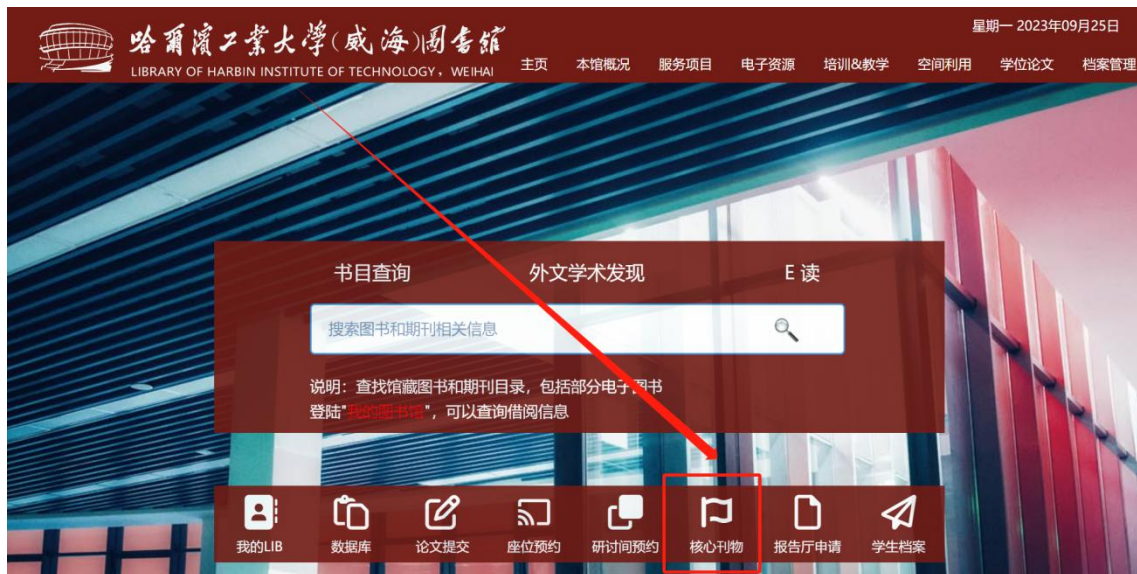 星期一 2023年09月25日
哈爾濱工業大學(威海)圖書館
LIBRARY OF HARBIN INSTITUTE OF TECHNOLOGY, WEIHAI
主页 本馆概况 服务项目 电子资源 培训&教学 空间利用 学位论文 档案管理
书目查询 外文学术发现 E 读
搜索图书和期刊相关信息
说明：查找馆藏图书和期刊目录，包括部分电子图书
登陆"我的图书馆"，可以查询借阅信息
我的LIB 数据库 论文提交 座位预约 研讨间预约 核心刊物 报告厅申请 学生档案